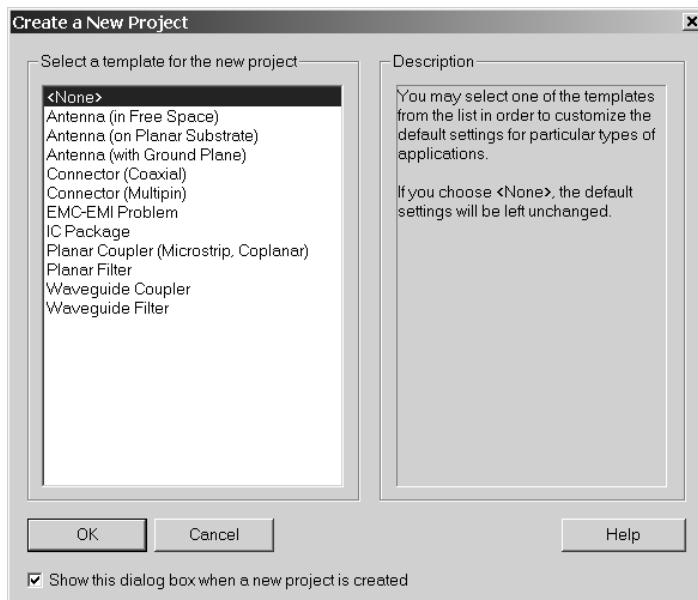 Create a New Project
Select a template for the new project
<None>
Antenna (in Free Space)
Antenna (on Planar Substrate)
Antenna (with Ground Plane)
Connector (Coaxial)
Connector (Multipin)
EMC-EMI Problem
IC Package
Planar Coupler (Microstrip, Coplanar)
Planar Filter
Waveguide Coupler
Waveguide Filter
Description
You may select one of the templates
from the list in order to customize the
default settings for particular types of
applications.
If you choose <None>, the default
settings will be left unchanged.
OK
Cancel
Help
Show this dialog box when a new project is created